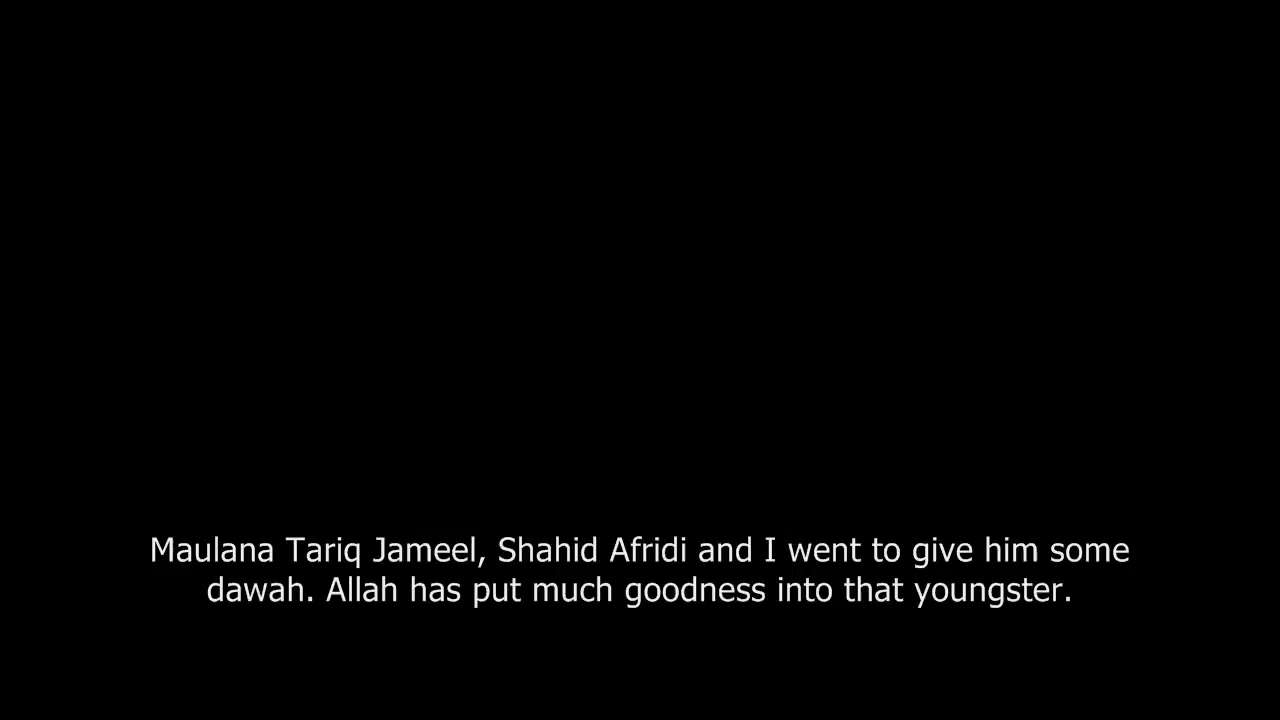 Maulana Tariq Jameel, Shahid Afridi and I went to give him some
dawah. Allah has put much goodness into that youngster.